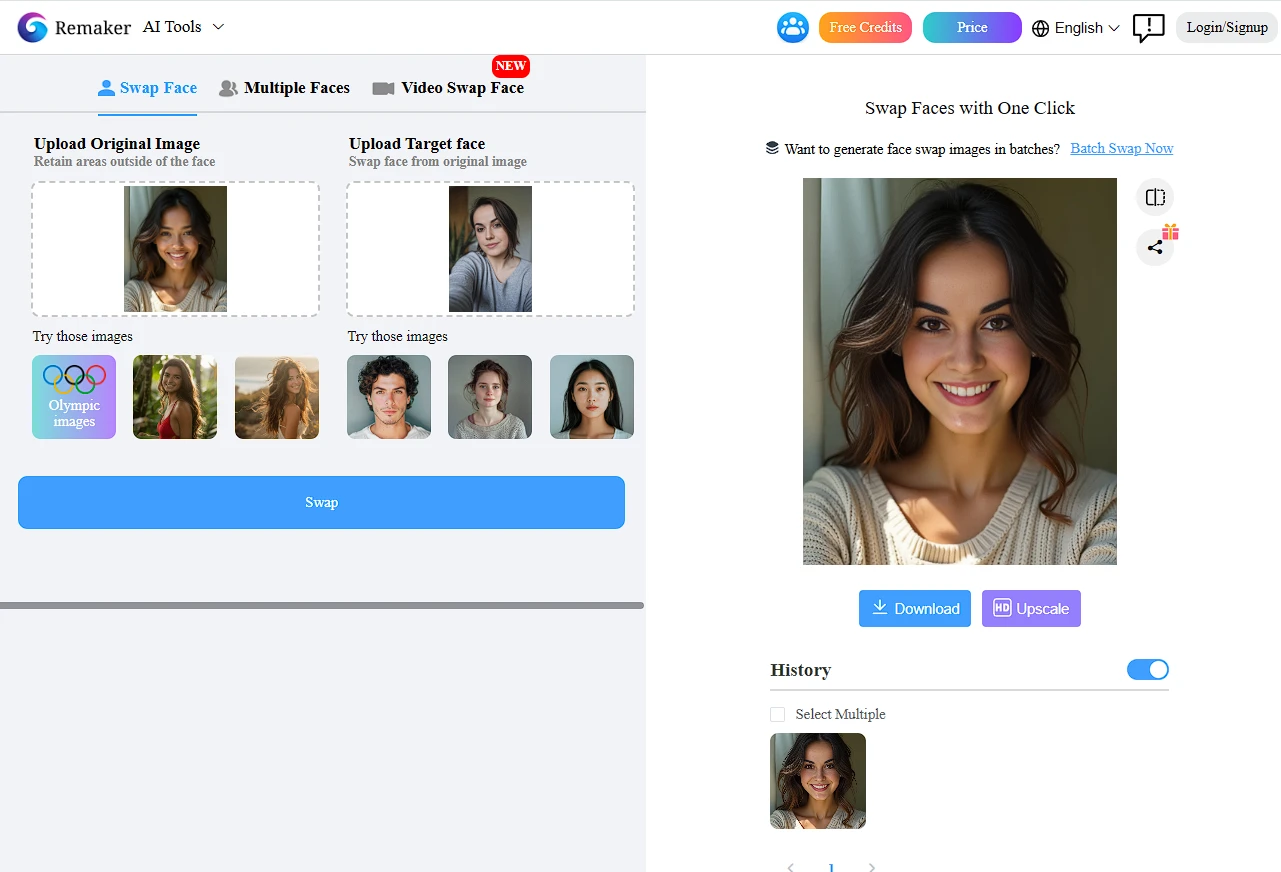 Remaker AI Tools
Free Credits
Price
English
Login/Signup
Swap Face
Multiple Faces
Video Swap Face
NEW
Upload Original Image
Retain areas outside of the face
Upload Target face
Swap face from original image
Try those images
Olympic
images
Try those images
Swap
Swap Faces with One Click
Want to generate face swap images in batches? Batch Swap Now
Download
HD Upscale
History
Select Multiple
1